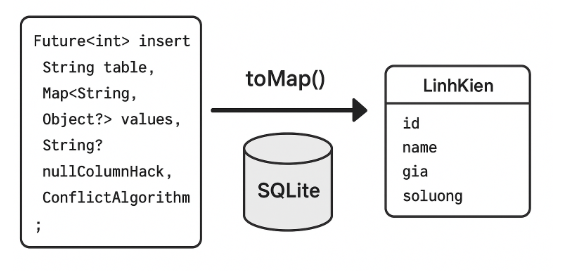 Future<int> insert
String table,
Map<String,
Object?> values,
String?
nullColumnHack,
ConflictAlgorithm
;
toMap()
SQLite
LinhKien
id
name
gia
soluong